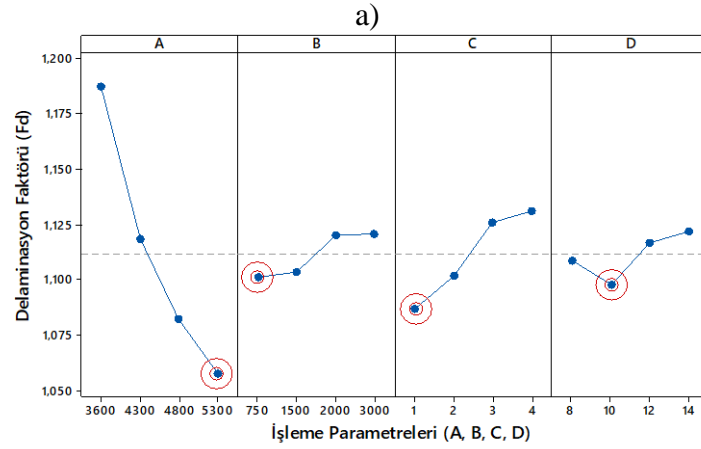 a)
A B C D
1,200
1,175
1,150
1,125
1,100
1,075
1,050
Delaminasyon Faktörü (Fd)
3600 4300 4800 5300 750 1500 2000 3000 1 2 3 4 8 10 12 14
İşleme Parametreleri (A, B, C, D)